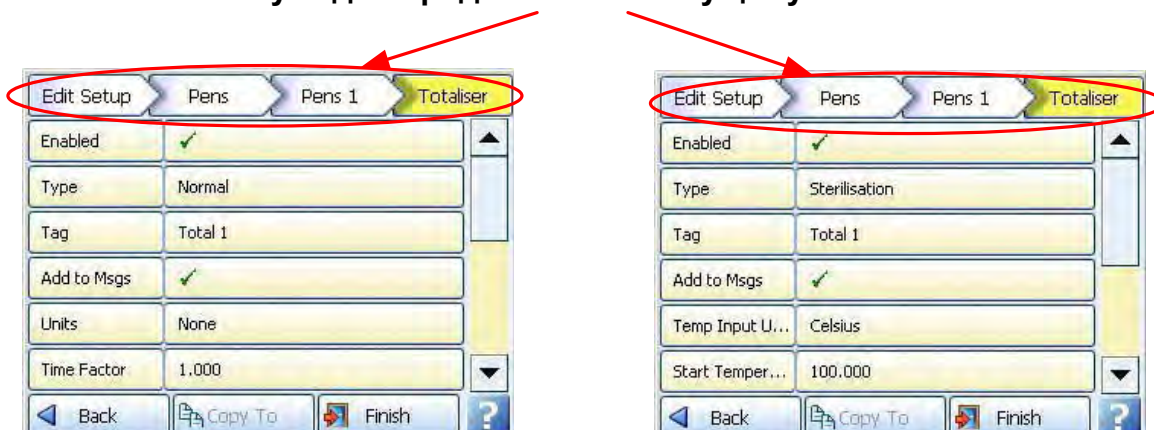 Edit Setup Pens Pens 1 Totaliser
Enabled ✓
Type Normal
Tag Total 1
Add to Msgs ✓
Units None
Time Factor 1.000
Back Copy To Finish ?
Edit Setup Pens Pens 1 Totaliser
Enabled ✓
Type Sterilisation
Tag Total 1
Add to Msgs ✓
Temp Input U... Celsius
Start Temper... 100.000
Back Copy To Finish ?